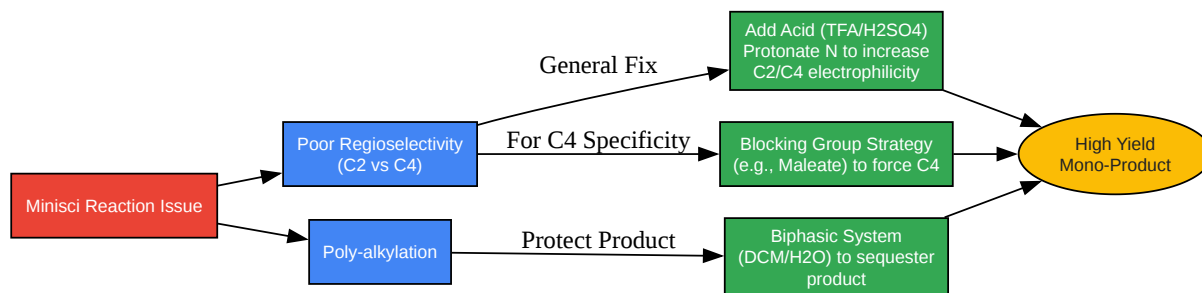 Minisci Reaction Issue
Poor Regioselectivity
(C2 vs C4)
Poly-alkylation
General Fix
For C4 Specificity
Protect Product
Add Acid (TFA/H2SO4)
Protonate N to increase
C2/C4 electrophilicity
Blocking Group Strategy
(e.g., Maleate) to force C4
Biphasic System
(DCM/H2O) to sequester
product
High Yield
Mono-Product